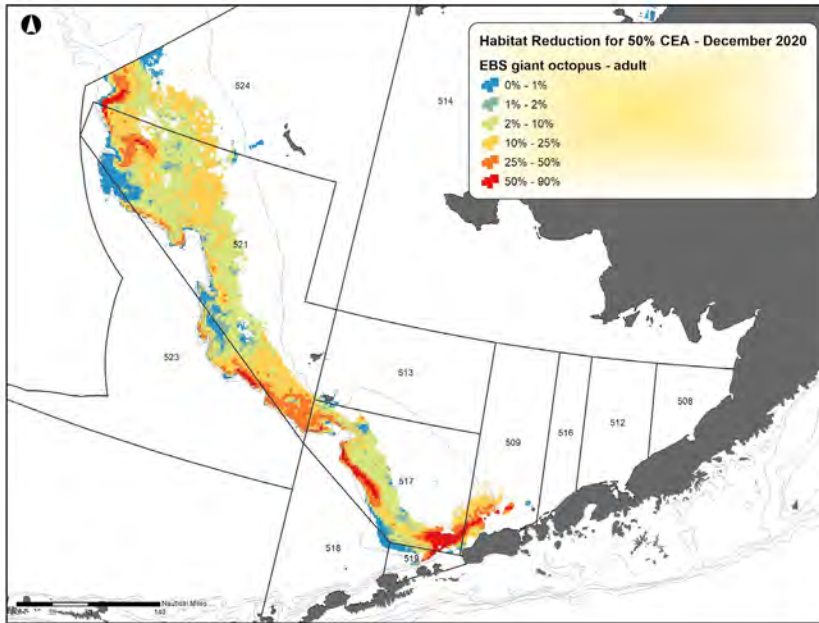 Habitat Reduction for 50% CEA - December 2020
EBS giant octopus - adult
0% - 1%
1% - 2%
2% - 10%
10% - 25%
25% - 50%
50% - 90%
524
514
521
523
513
509
516
512
508
517
518
519
Nautical Miles
140